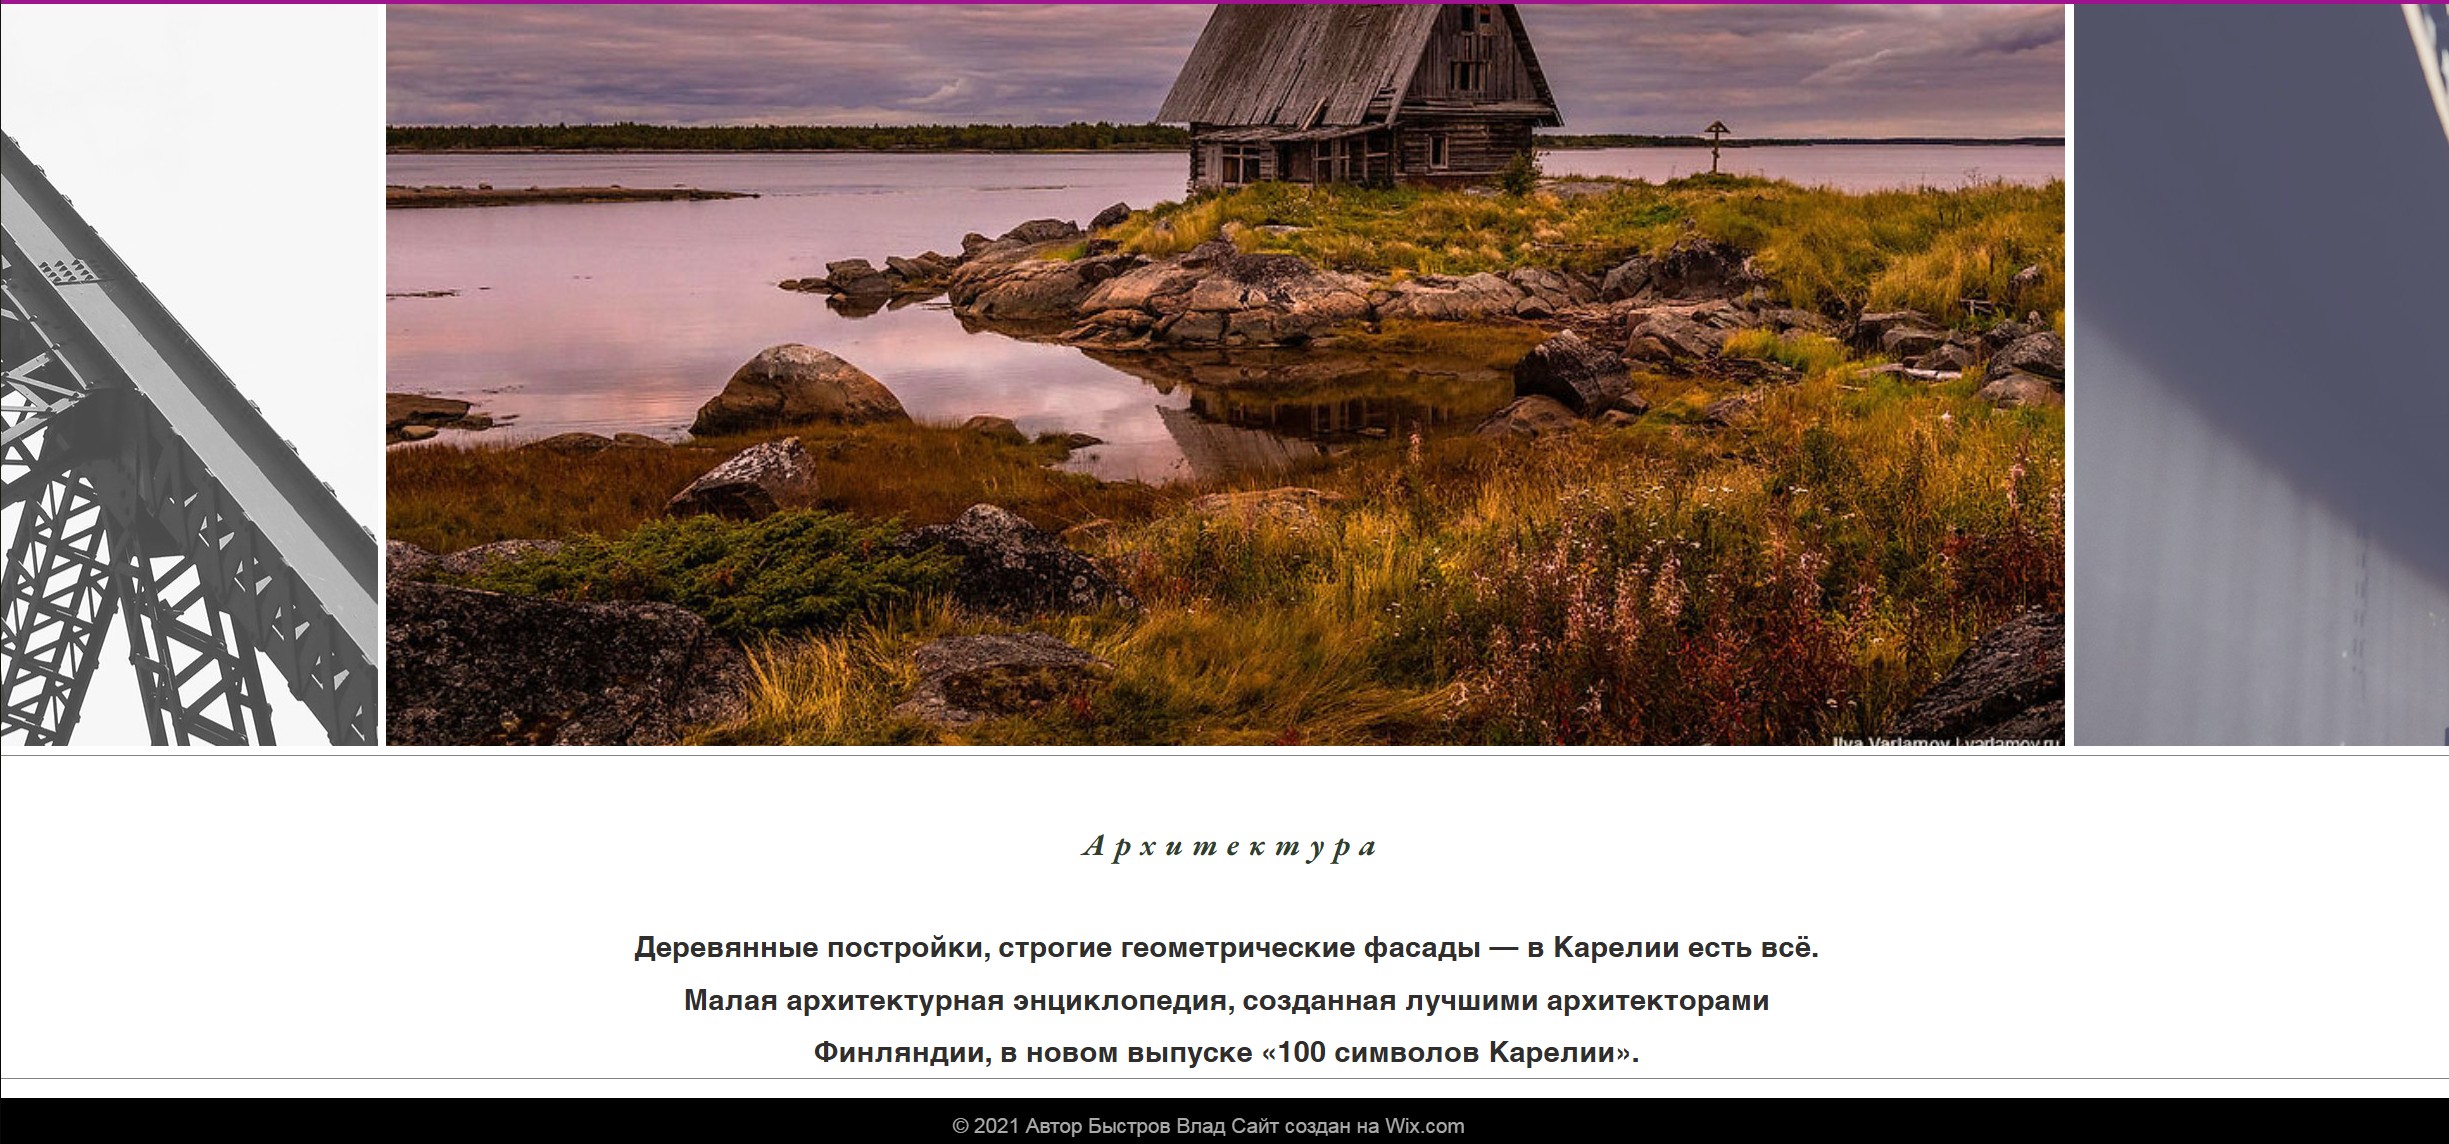 Ilya Varlamov | varlamov.ru
Архитектура
Деревянные постройки, строгие геометрические фасады — в Карелии есть всё.
Малая архитектурная энциклопедия, созданная лучшими архитекторами
Финляндии, в новом выпуске «100 символов Карелии».
© 2021 Автор Быстров Влад Сайт создан на Wix.com